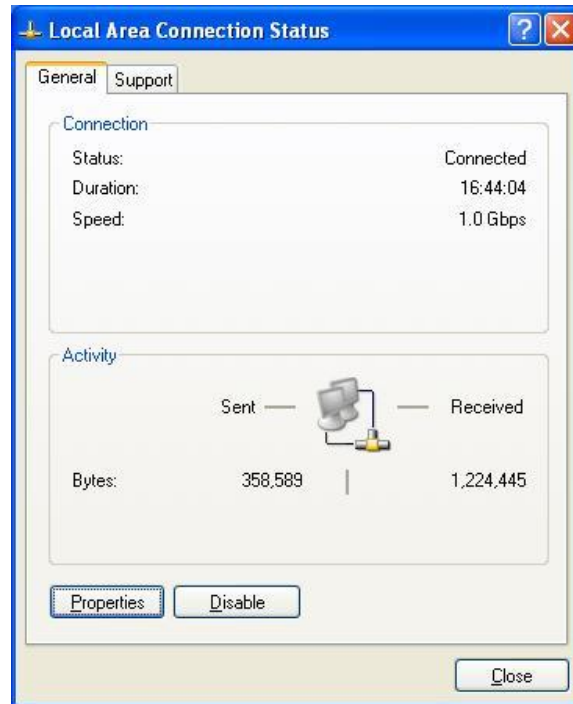 Local Area Connection Status
General Support
Connection
Status: Connected
Duration: 16:44:04
Speed: 1.0 Gbps
Activity
Sent Received
Bytes: 358,589 1,224,445
Properties Disable
Close